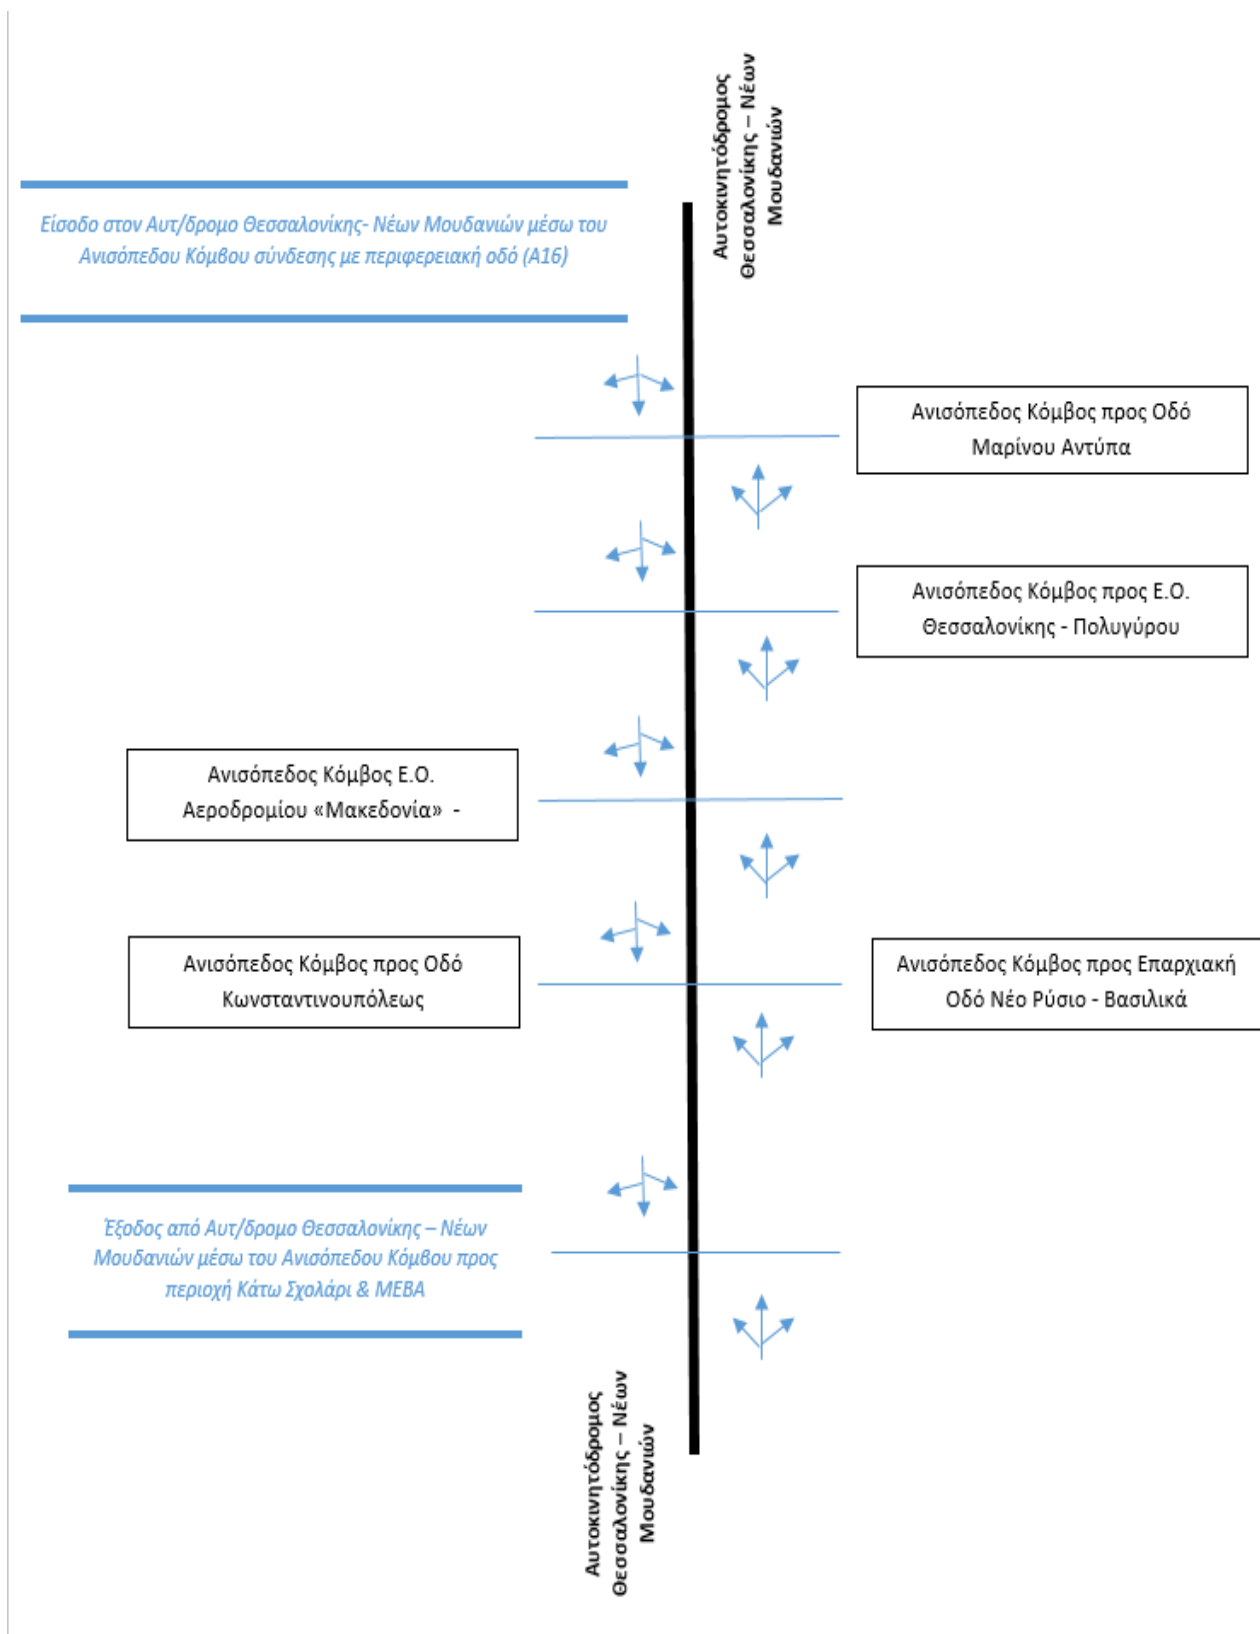 Αυτοκινητόδρομος
Θεσσαλονίκης – Νέων
Μουδανιών
Είσοδο στον Αυτ/δρομο Θεσσαλονίκης- Νέων Μουδανιών μέσω του
Ανισόπεδου Κόμβου σύνδεσης με περιφερειακή οδό (Α16)
Ανισόπεδος Κόμβος προς Οδό
Μαρίνου Αντύπα
Ανισόπεδος Κόμβος προς Ε.Ο.
Θεσσαλονίκης - Πολυγύρου
Ανισόπεδος Κόμβος Ε.Ο.
Αεροδρομίου «Μακεδονία» -
Ανισόπεδος Κόμβος προς Οδό
Κωνσταντινουπόλεως
Ανισόπεδος Κόμβος προς Επαρχιακή
Οδό Νέο Ρύσιο - Βασιλικά
Έξοδος από Αυτ/δρομο Θεσσαλονίκης – Νέων
Μουδανιών μέσω του Ανισόπεδου Κόμβου προς
περιοχή Κάτω Σχολάρι & ΜΕΒΑ
Αυτοκινητόδρομος
Θεσσαλονίκης – Νέων
Μουδανιών